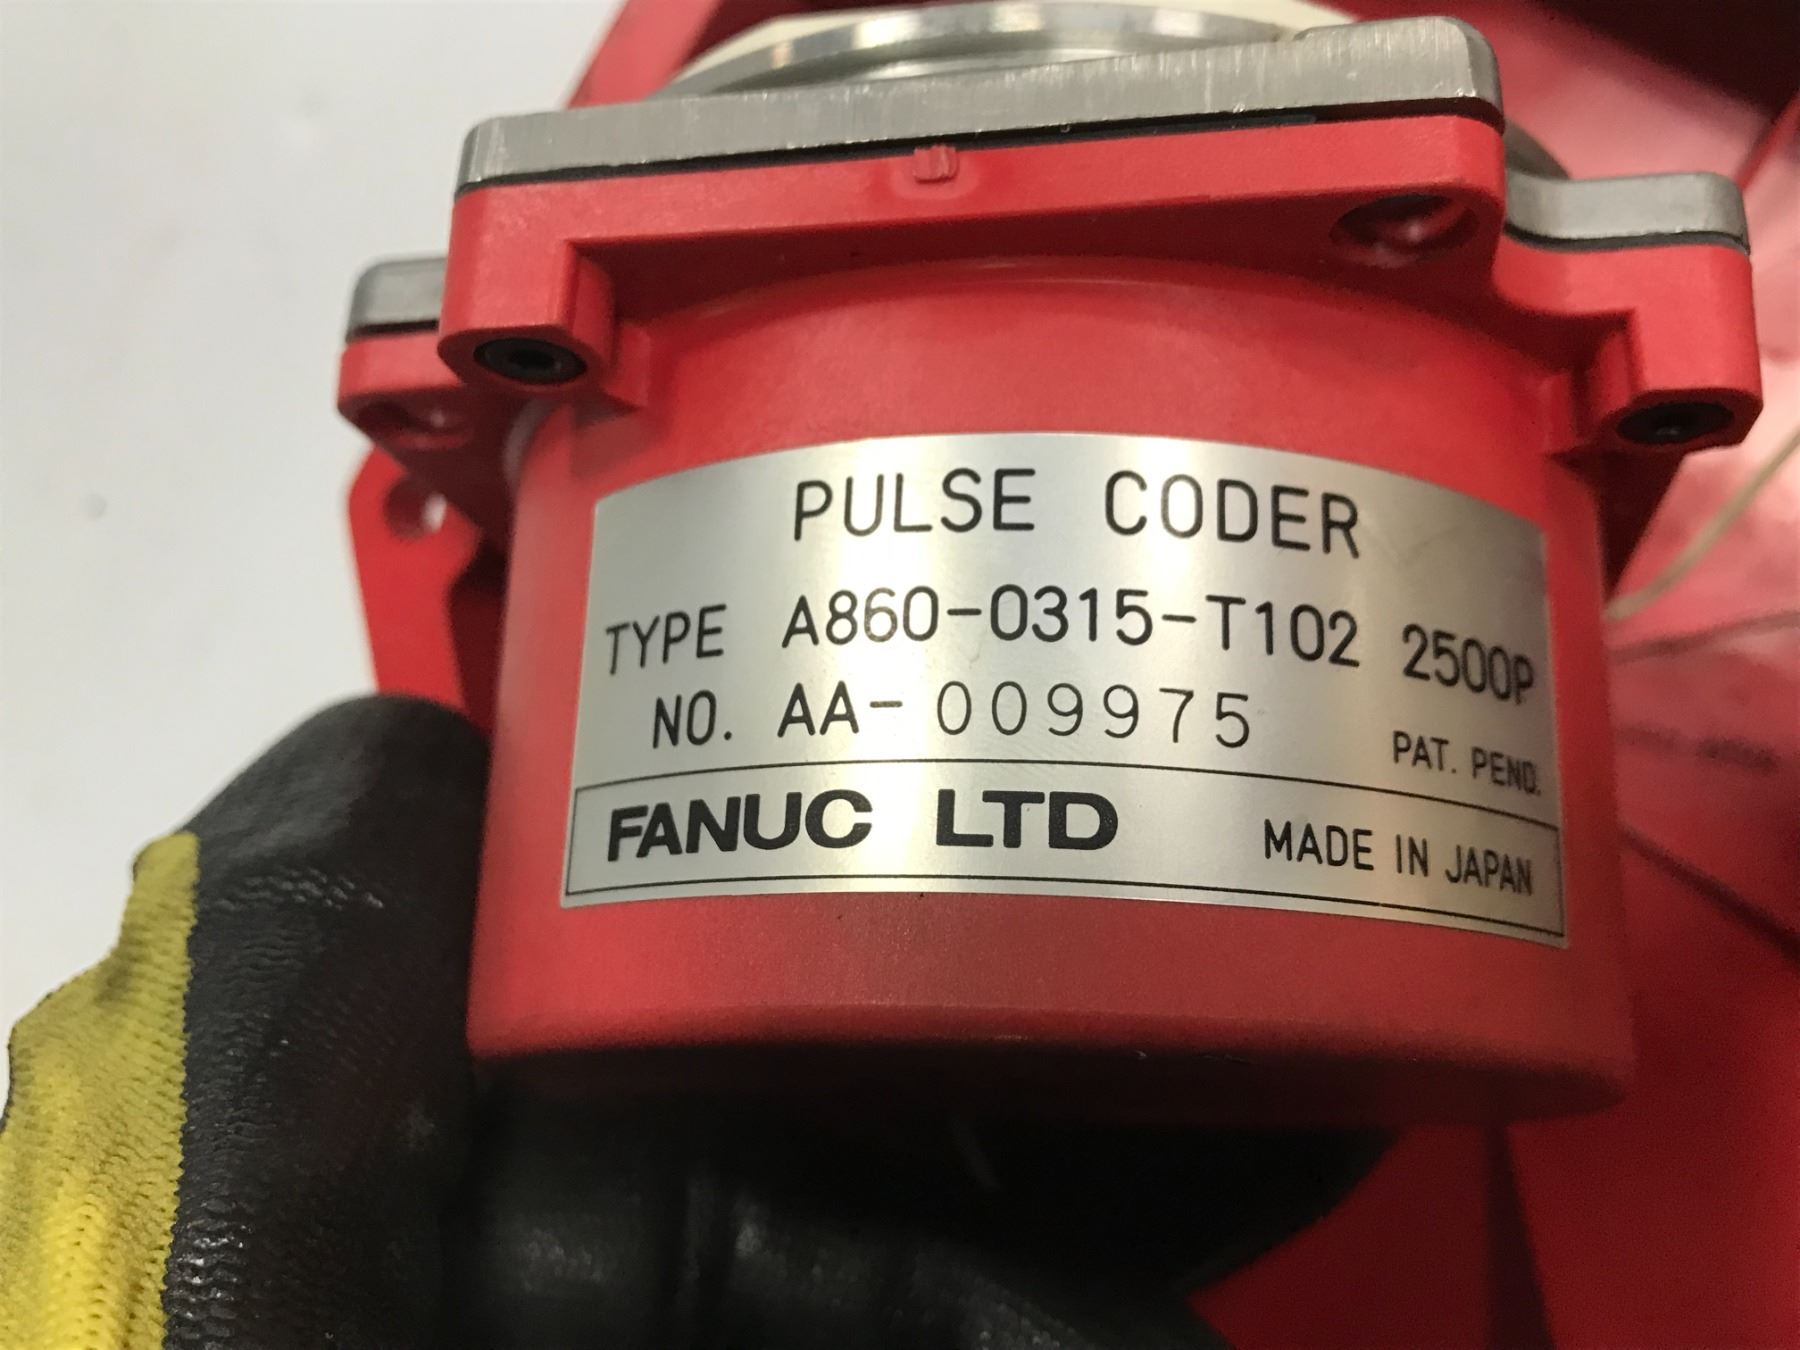 PULSE CODER
TYPE A860-0315-T102 2500P
NO. AA-009975
PAT. PEND.
FANUC LTD MADE IN JAPAN